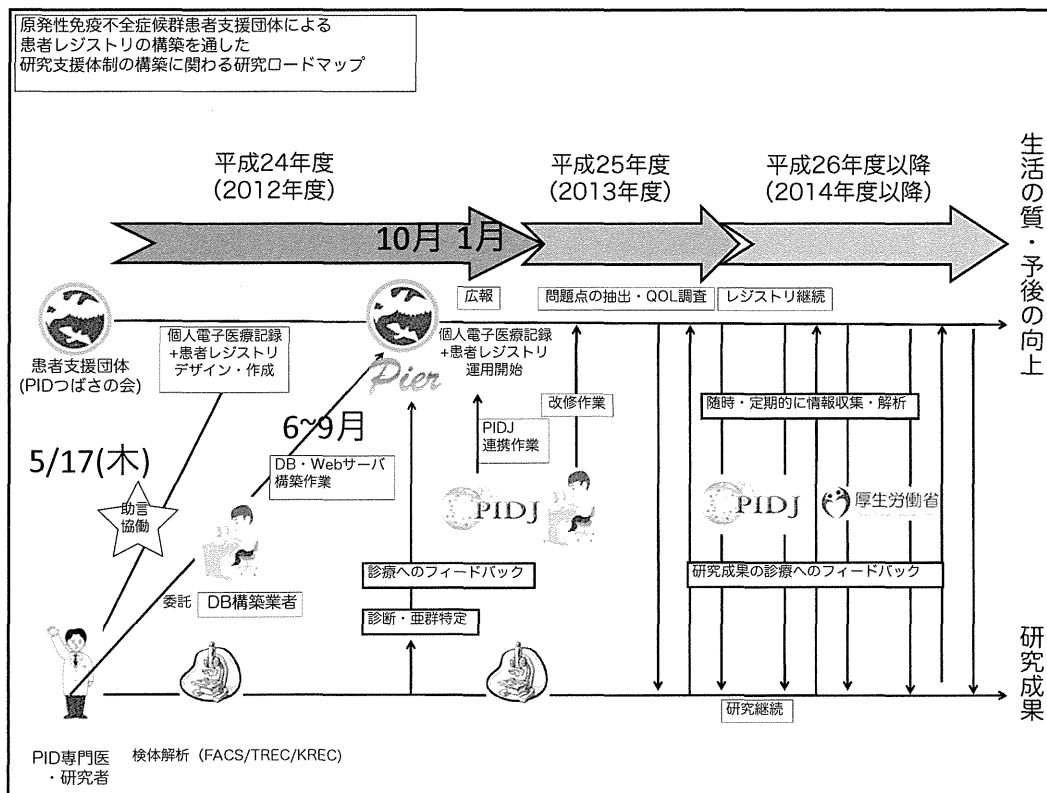 原発性免疫不全症候群患者支援団体による
患者レジストリの構築を通した
研究支援体制の構築に関わる研究ロードマップ
平成24年度
(2012年度)
平成25年度
(2013年度)
平成26年度以降
(2014年度以降)
生活の質・予後の向上
10月 1月
広報
問題点の抽出・QOL調査
レジストリ継続
患者支援団体
(PIDつばさの会)
個人電子医療記録
+患者レジストリ
デザイン・作成
Pier
個人電子医療記録
+患者レジストリ
運用開始
改修作業
随時・定期的に情報収集・解析
5/17(木)
6~9月
PIDJ
連携作業
DB・Webサーバ
構築作業
助言
協働
PIDJ
PIDJ
厚生労働省
診療へのフィードバック
研究成果の診療へのフィードバック
委託
DB構築業者
診断・亜群特定
研究成果
研究継続
PID専門医
・研究者
検体解析 (FACS/TREC/KREC)